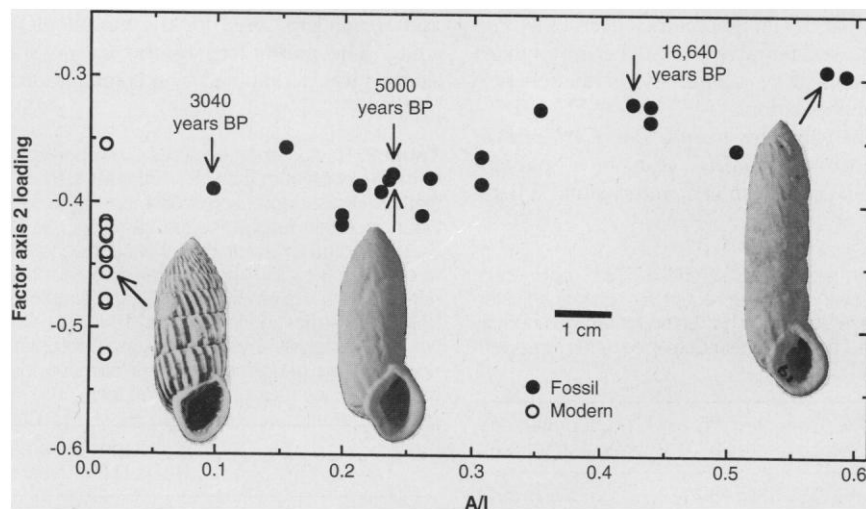 Factor axis 2 loading
-0.3
-0.4
-0.5
-0.6
3040
years BP
5000
years BP
16,640
years BP
1 cm
Fossil
Modern
0.0 0.1 0.2 0.3 0.4 0.5 0.6
A/I